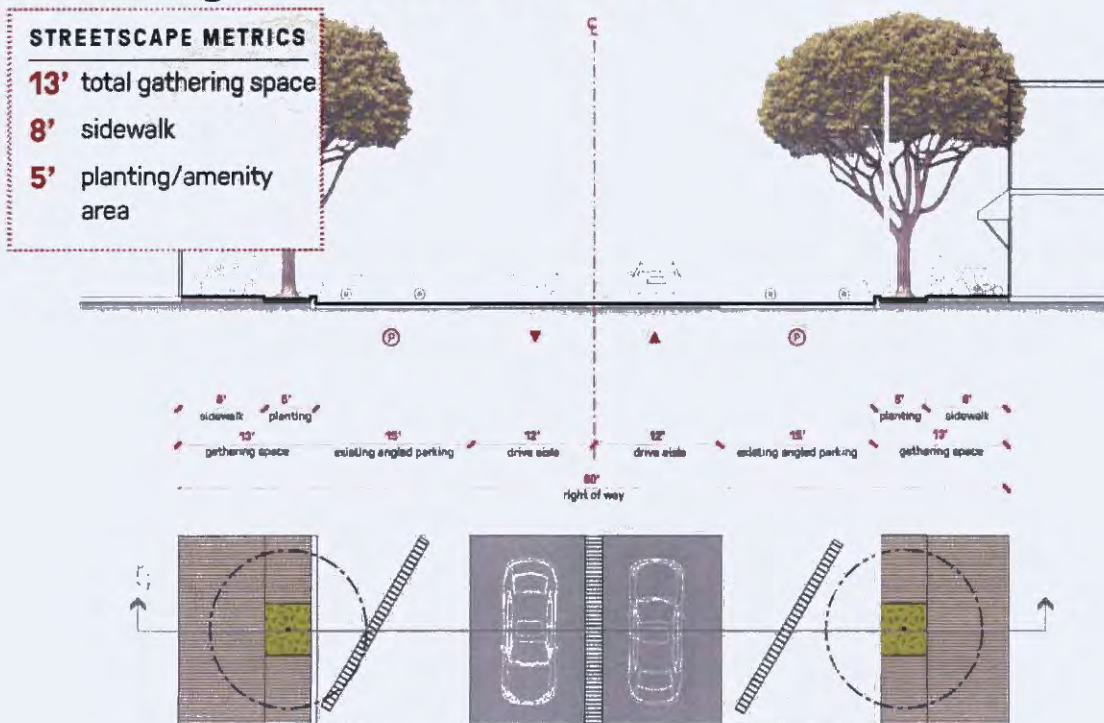 STREETSCAPE METRICS
13' total gathering space
8' sidewalk
5' planting/amenity
area
℄
P
P
8' 5' 5' 8'
sidewalk planting planting sidewalk
13' 15' 12' 12' 15' 13'
gathering space existing angled parking drive aisle drive aisle existing angled parking gathering space
80'
right of way